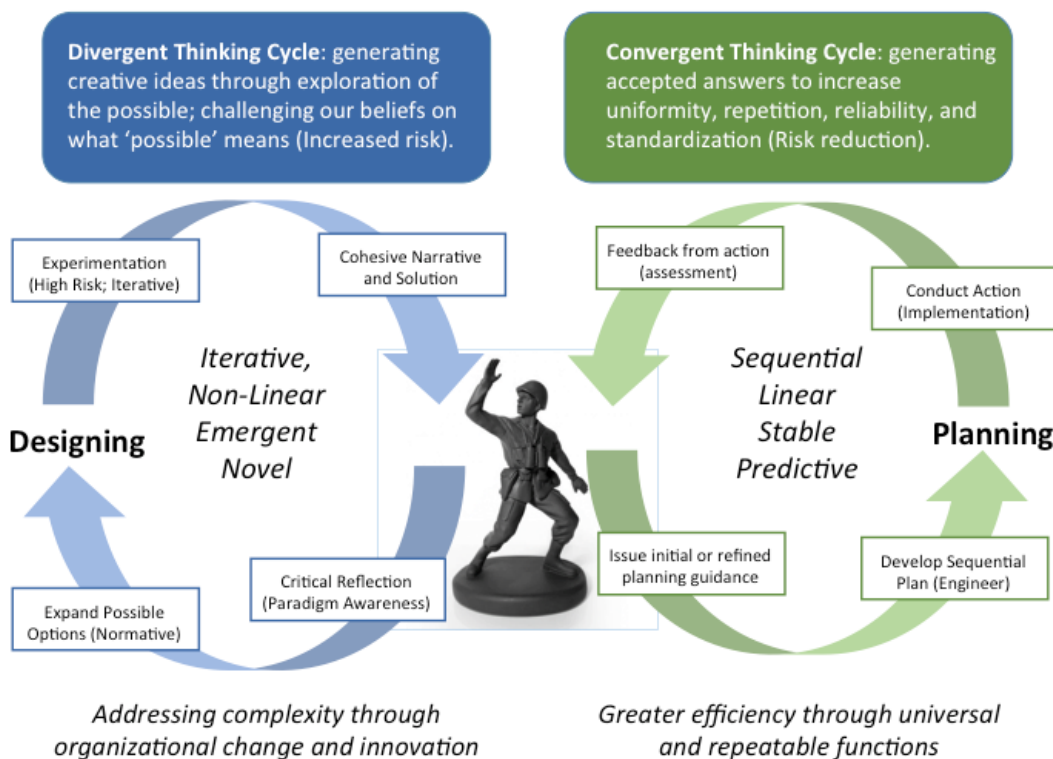 Divergent Thinking Cycle: generating
creative ideas through exploration of
the possible; challenging our beliefs on
what ‘possible’ means (Increased risk).
Convergent Thinking Cycle: generating
accepted answers to increase
uniformity, repetition, reliability, and
standardization (Risk reduction).
Experimentation
(High Risk; Iterative)
Cohesive Narrative
and Solution
Feedback from action
(assessment)
Conduct Action
(Implementation)
Iterative,
Non-Linear
Emergent
Novel
Sequential
Linear
Stable
Predictive
Designing
Planning
Critical Reflection
(Paradigm Awareness)
Expand Possible
Options (Normative)
Issue initial or refined
planning guidance
Develop Sequential
Plan (Engineer)
Addressing complexity through
organizational change and innovation
Greater efficiency through universal
and repeatable functions